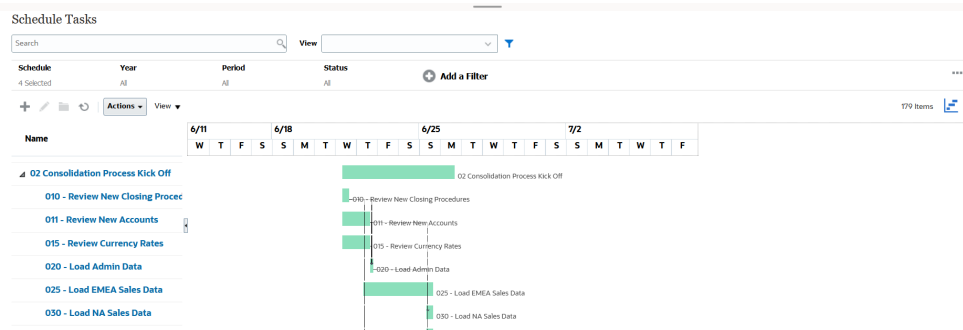 Schedule Tasks
Search
View
Schedule Year Period Status
4 Selected All All All
Add a Filter
Actions View
179 Items
Name
6/11 6/18 6/25 7/2
W T F S S M T W T F S S M T W T F S S M T W T F
02 Consolidation Process Kick Off 02 Consolidation Process Kick Off
010 - Review New Closing Proced 010 - Review New Closing Procedures
011 - Review New Accounts 011 - Review New Accounts
015 - Review Currency Rates 015 - Review Currency Rates
020 - Load Admin Data 020 - Load Admin Data
025 - Load EMEA Sales Data 025 - Load EMEA Sales Data
030 - Load NA Sales Data 030 - Load NA Sales Data